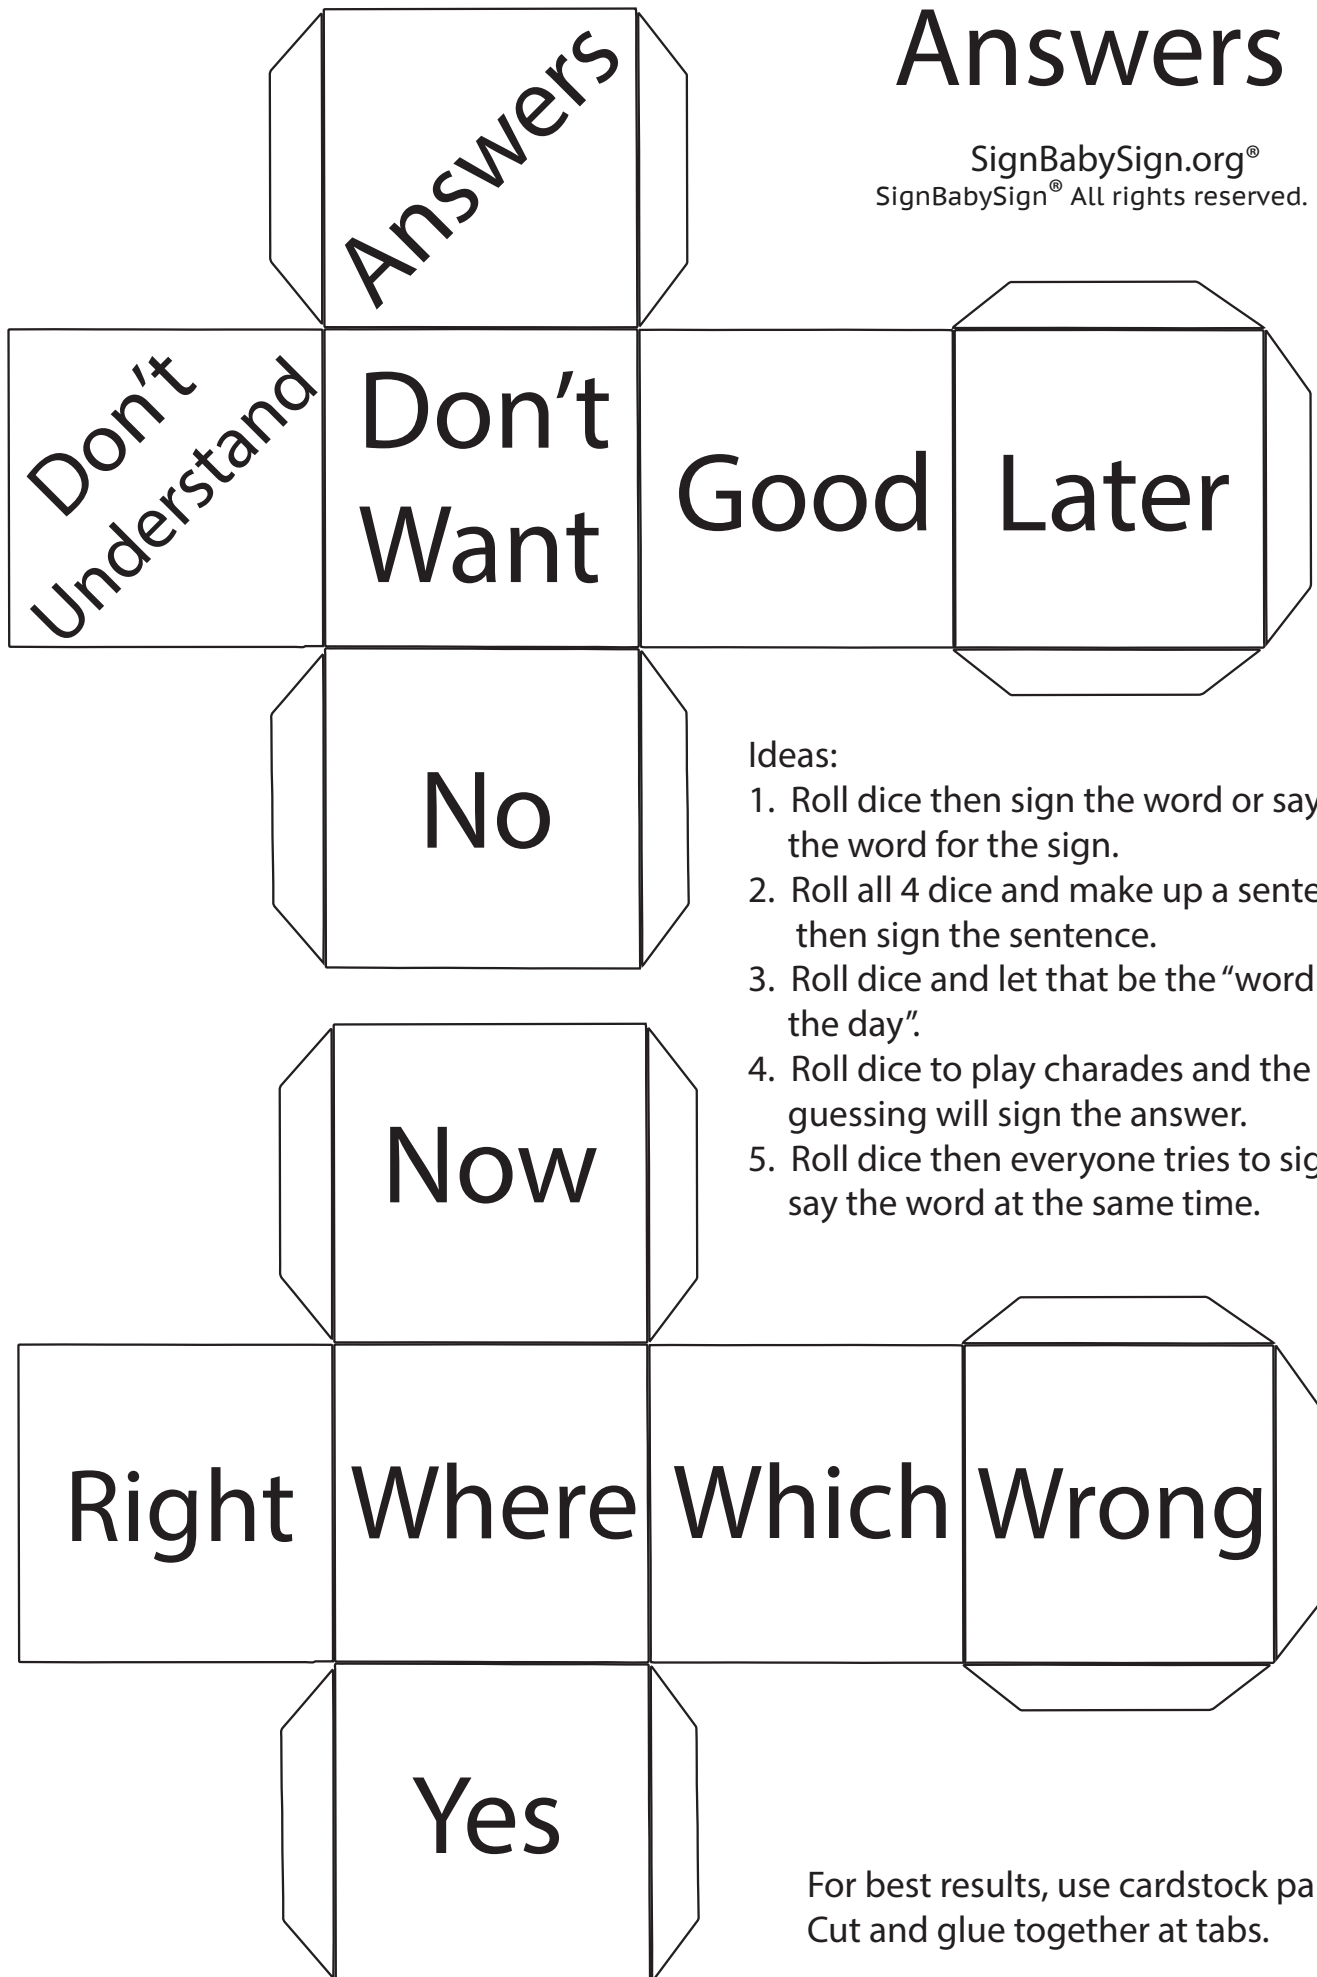 Answers
SignBabySign.org®
SignBabySign® All rights reserved.
Answers
Don't
Understand
Don't
Want
Good
Later
No
Ideas:
1. Roll dice then sign the word or say
the word for the sign.
2. Roll all 4 dice and make up a
then sign the sentence.
3. Roll dice and let that be the “word
the day”.
4. Roll dice to play charades and the
guessing will sign the answer.
5. Roll dice then everyone tries to
say the word at the same time.
Now
Right
Where
Which
Wrong
Yes
For best results, use cardstock
Cut and glue together at tabs.